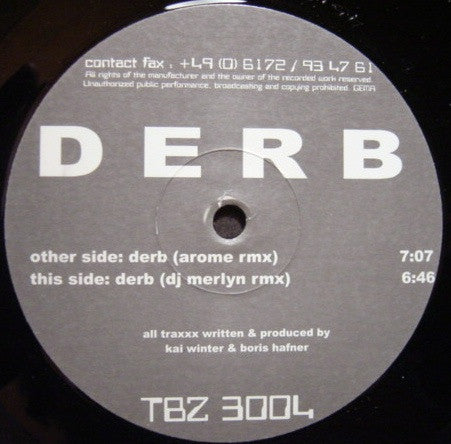 contact fax : +49 (0) 6172 / 93 47 61
All rights of the manufacturer and the owner of the recorded work reserved.
Unauthorized public performance, broadcasting and copying prohibited. GEMA
DERB
other side: derb (arome rmx) 7:07
this side: derb (dj merlyn rmx) 6:46
all traxxx written & produced by
kai winter & boris hafner
TBZ 3004